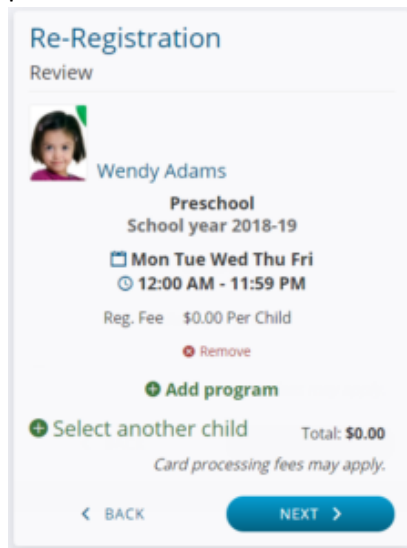 Re-Registration
Review
Wendy Adams
Preschool
School year 2018-19
Mon Tue Wed Thu Fri
12:00 AM - 11:59 PM
Reg. Fee $0.00 Per Child
Remove
Add program
Select another child Total: $0.00
Card processing fees may apply.
BACK NEXT